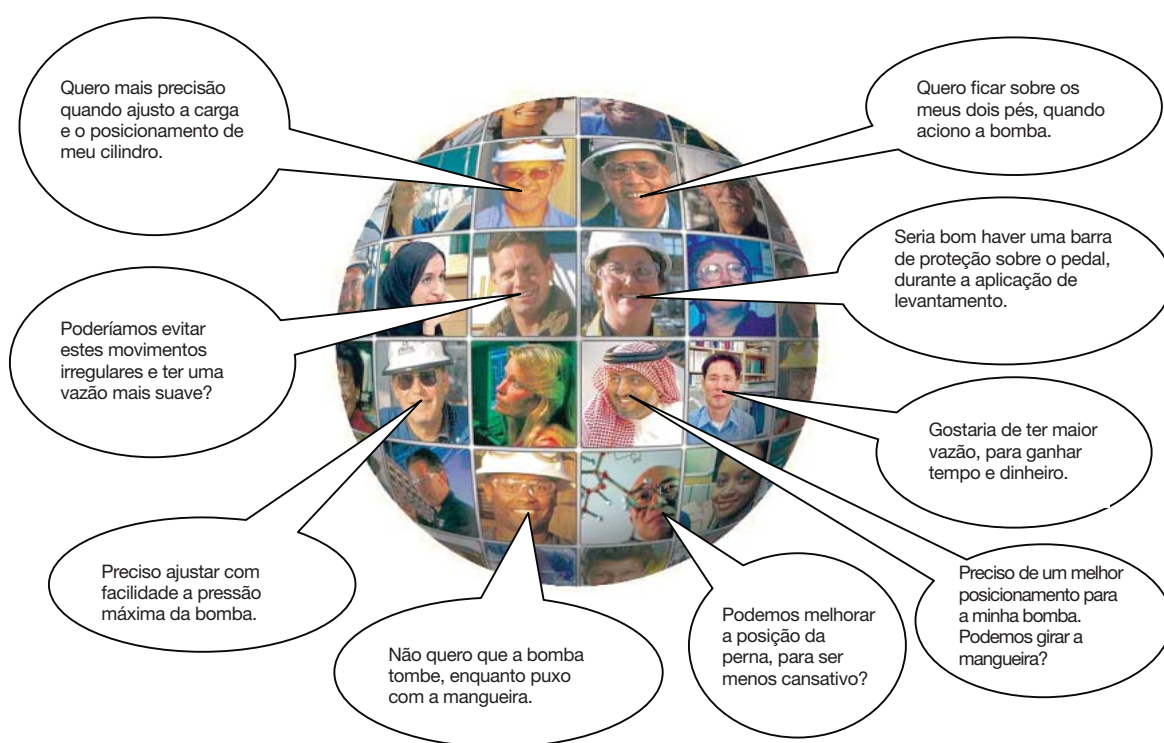 Quero mais precisão
quando ajusto a carga
e o posicionamento de
meu cilindro.
Quero ficar sobre os
meus dois pés, quando
aciono a bomba.
Seria bom haver uma barra
de proteção sobre o pedal,
durante a aplicação de
levantamento.
Poderíamos evitar
estes movimentos
irregulares e ter uma
vazão mais suave?
Gostaria de ter maior
vazão, para ganhar
tempo e dinheiro.
Preciso ajustar com
facilidade a pressão
máxima da bomba.
Não quero que a bomba
tombe, enquanto puxo
com a mangueira.
Podemos melhorar
a posição da
perna, para ser
menos cansativo?
Preciso de um melhor
posicionamento para
a minha bomba.
Podemos girar a
mangueira?